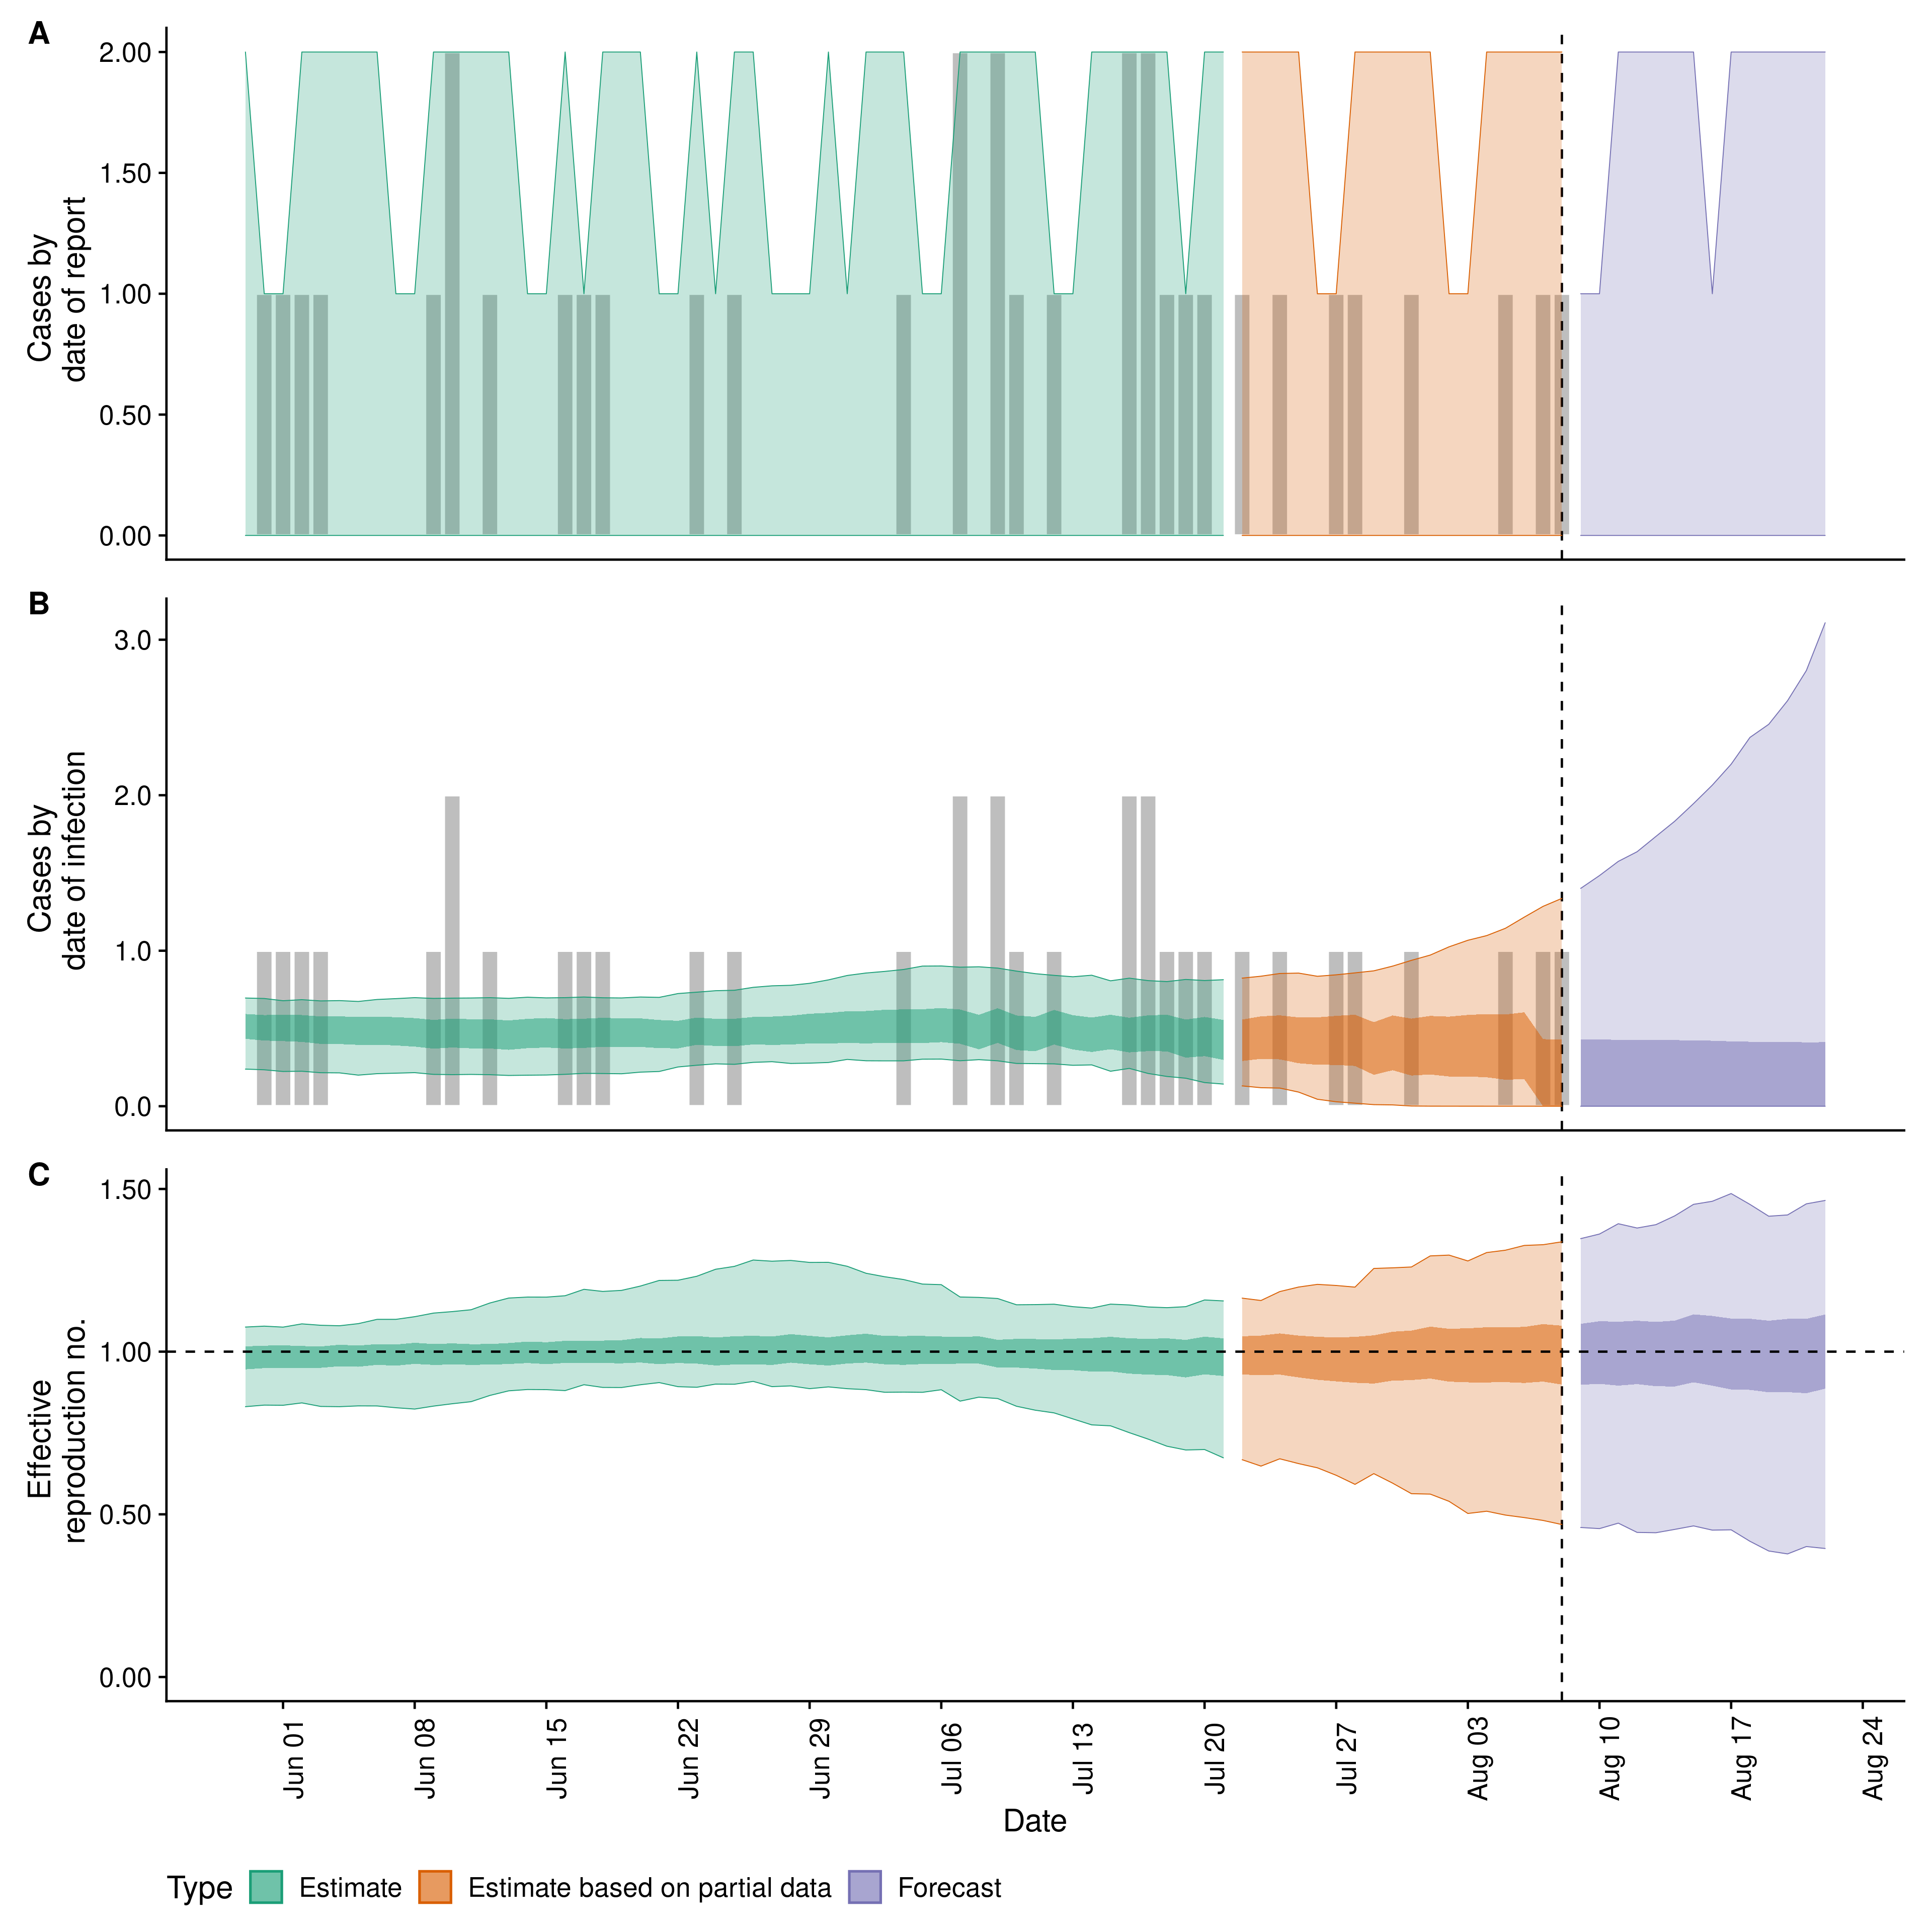 A
2.00
1.50
1.00
0.50
0.00
Cases by
date of report
B
3.0
2.0
1.0
0.0
Cases by
date of infection
C
1.50
1.00
0.50
0.00
Effective
reproduction no.
Jun 01
Jun 08
Jun 15
Jun 22
Jun 29
Jul 06
Jul 13
Jul 20
Jul 27
Aug 03
Aug 10
Aug 17
Aug 24
Date
Type Estimate Estimate based on partial data Forecast